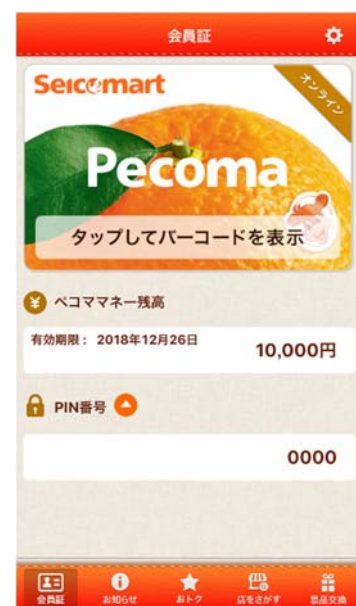 会員証
Seicomart
オンライン
Pecoma
タップしてバーコードを表示
¥ ペコママネー残高
有効期限： 2018年12月26日
10,000円
PIN番号
0000
会員証
お知らせ
おトク
店をさがす
景品交換